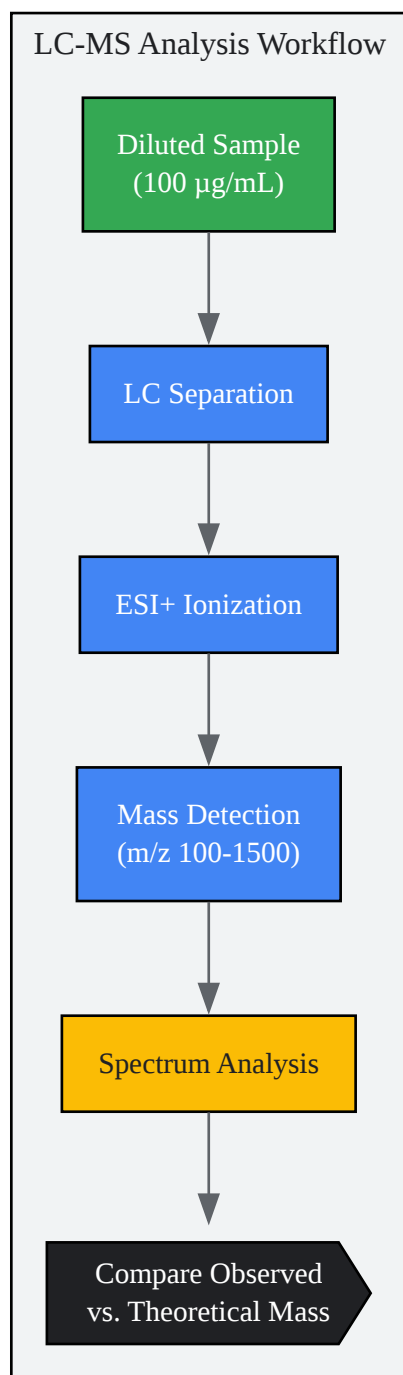 LC-MS Analysis Workflow
Diluted Sample
(100 µg/mL)
LC Separation
ESI+ Ionization
Mass Detection
(m/z 100-1500)
Spectrum Analysis
Compare Observed
vs. Theoretical Mass